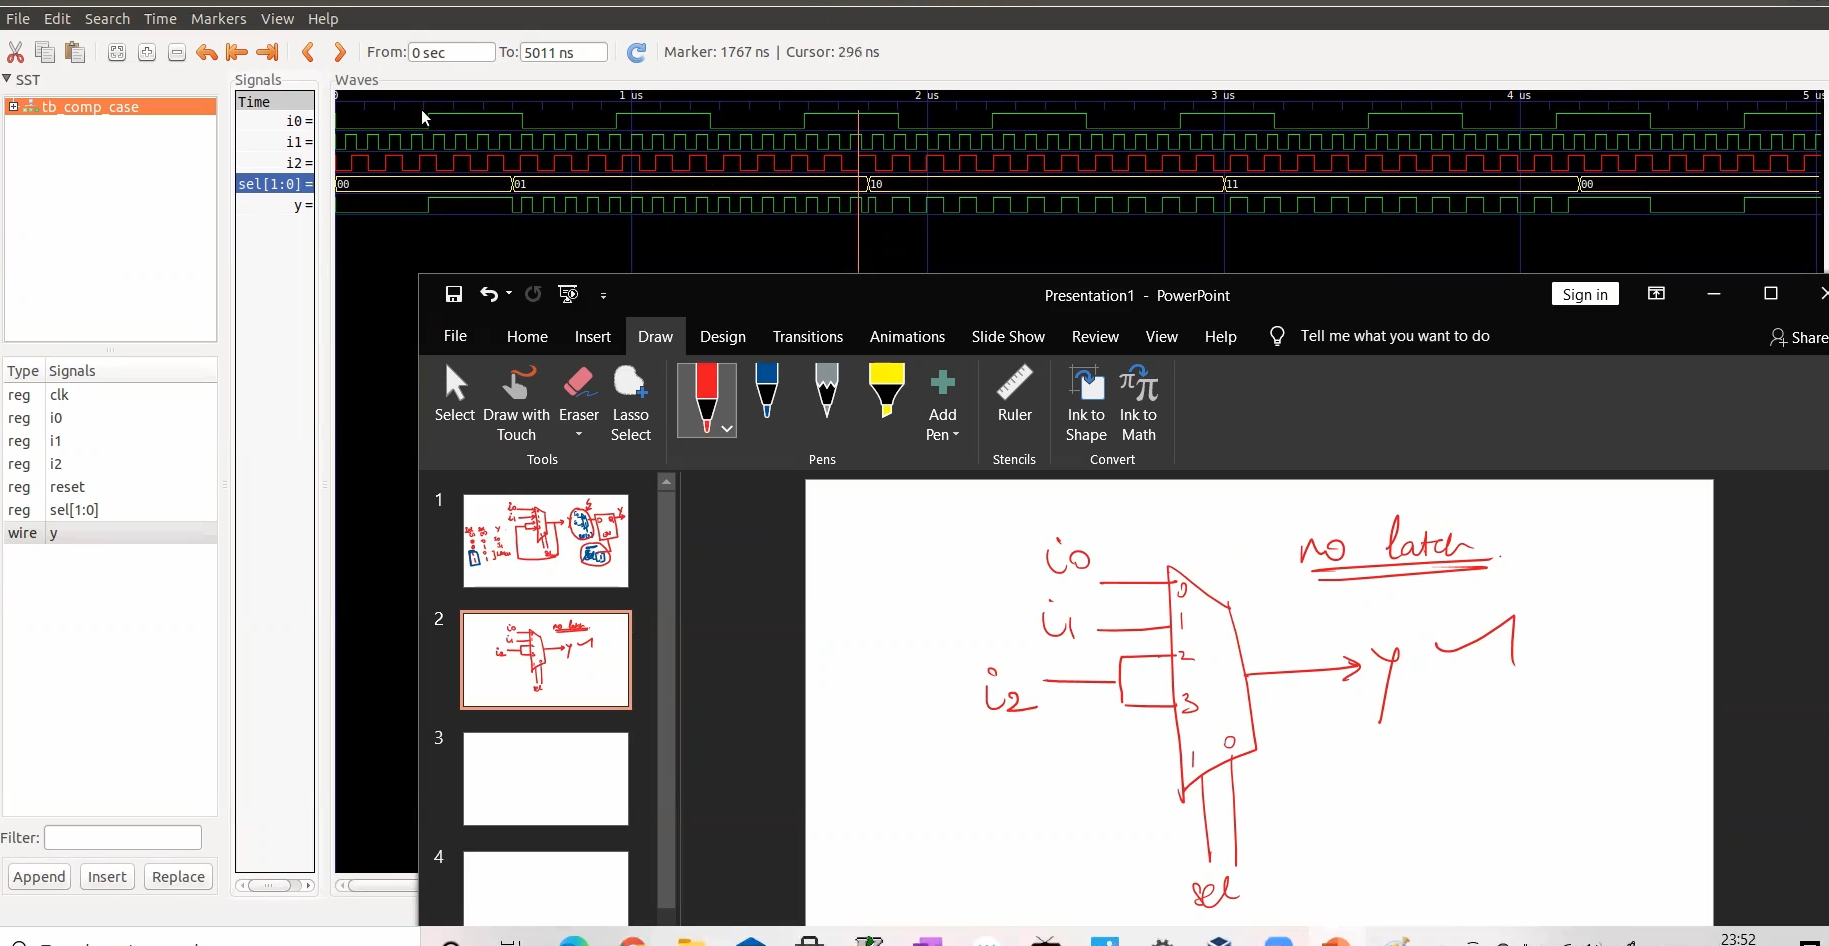 File Edit Search Time Markers View Help
From: 0 sec To: 5011 ns Marker: 1767 ns | Cursor: 296 ns
SST
Signals
Waves
tb_comp_case
Time
0 1 us 2 us 3 us 4 us 5 us
i0 =
i1 =
i2 =
sel[1:0] = 00 01 10 11 00
y =
Type Signals
reg clk
reg i0
reg i1
reg i2
reg reset
reg sel[1:0]
wire y
Filter:
Append Insert Replace
Presentation1 - PowerPoint
Sign in
File Home Insert Draw Design Transitions Animations Slide Show Review View Help Tell me what you want to do Share
Select
Draw with Touch
Eraser
Lasso Select
Add Pen
Ruler
Ink to Shape
Ink to Math
Tools Pens Stencils Convert
1
2
3
4
no latch
i0
i1
i2
0
1
2
3
y
1 0
sel
23:52